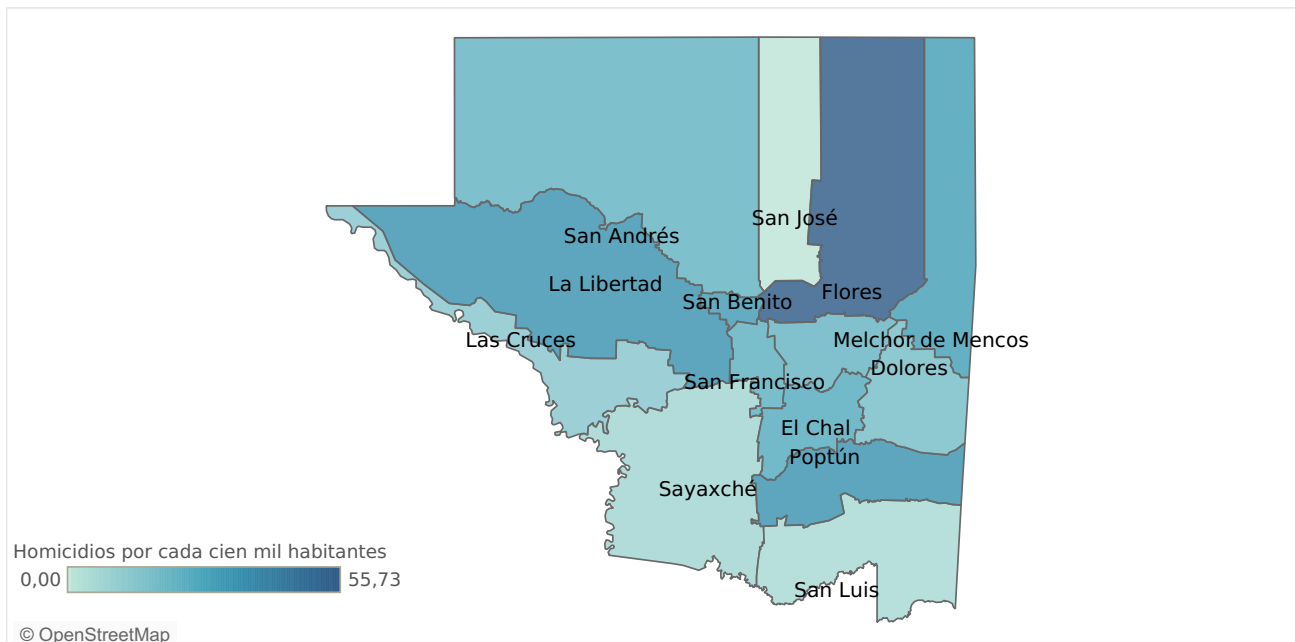 San José
San Andrés
La Libertad
Flores
San Benito
Las Cruces
Melchor de Mencos
Dolores
San Francisco
El Chal
Poptún
Sayaxché
Homicidios por cada cien mil habitantes
0,00
55,73
San Luis
© OpenStreetMap